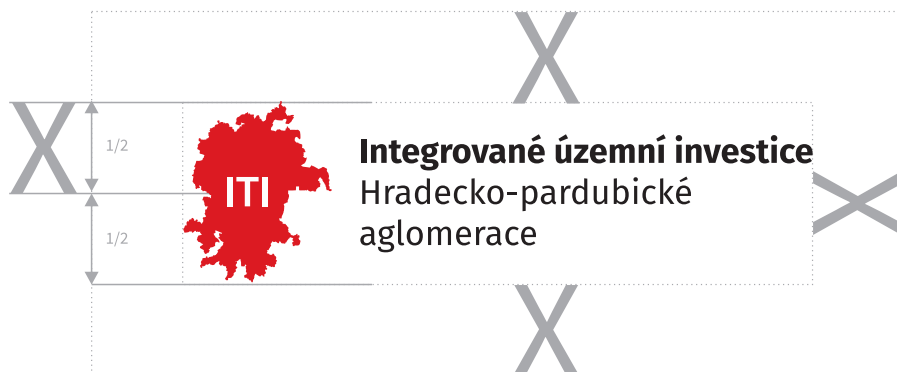 X
X
1/2
ITI
Integrované územní investice
Hradecko-pardubické
aglomerace
X
1/2
X